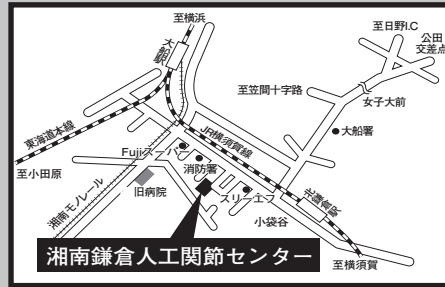 至横浜
至日野I.C
公田
交差点
大船駅
至笠間十字路
女子大前
東海道本線
JR横須賀線
大船署
Fujiスーパー
消防署
至小田原
北鎌倉駅
旧病院
スリーエフ
湘南モノレール
小袋谷
湘南鎌倉人工関節センター
至横須賀